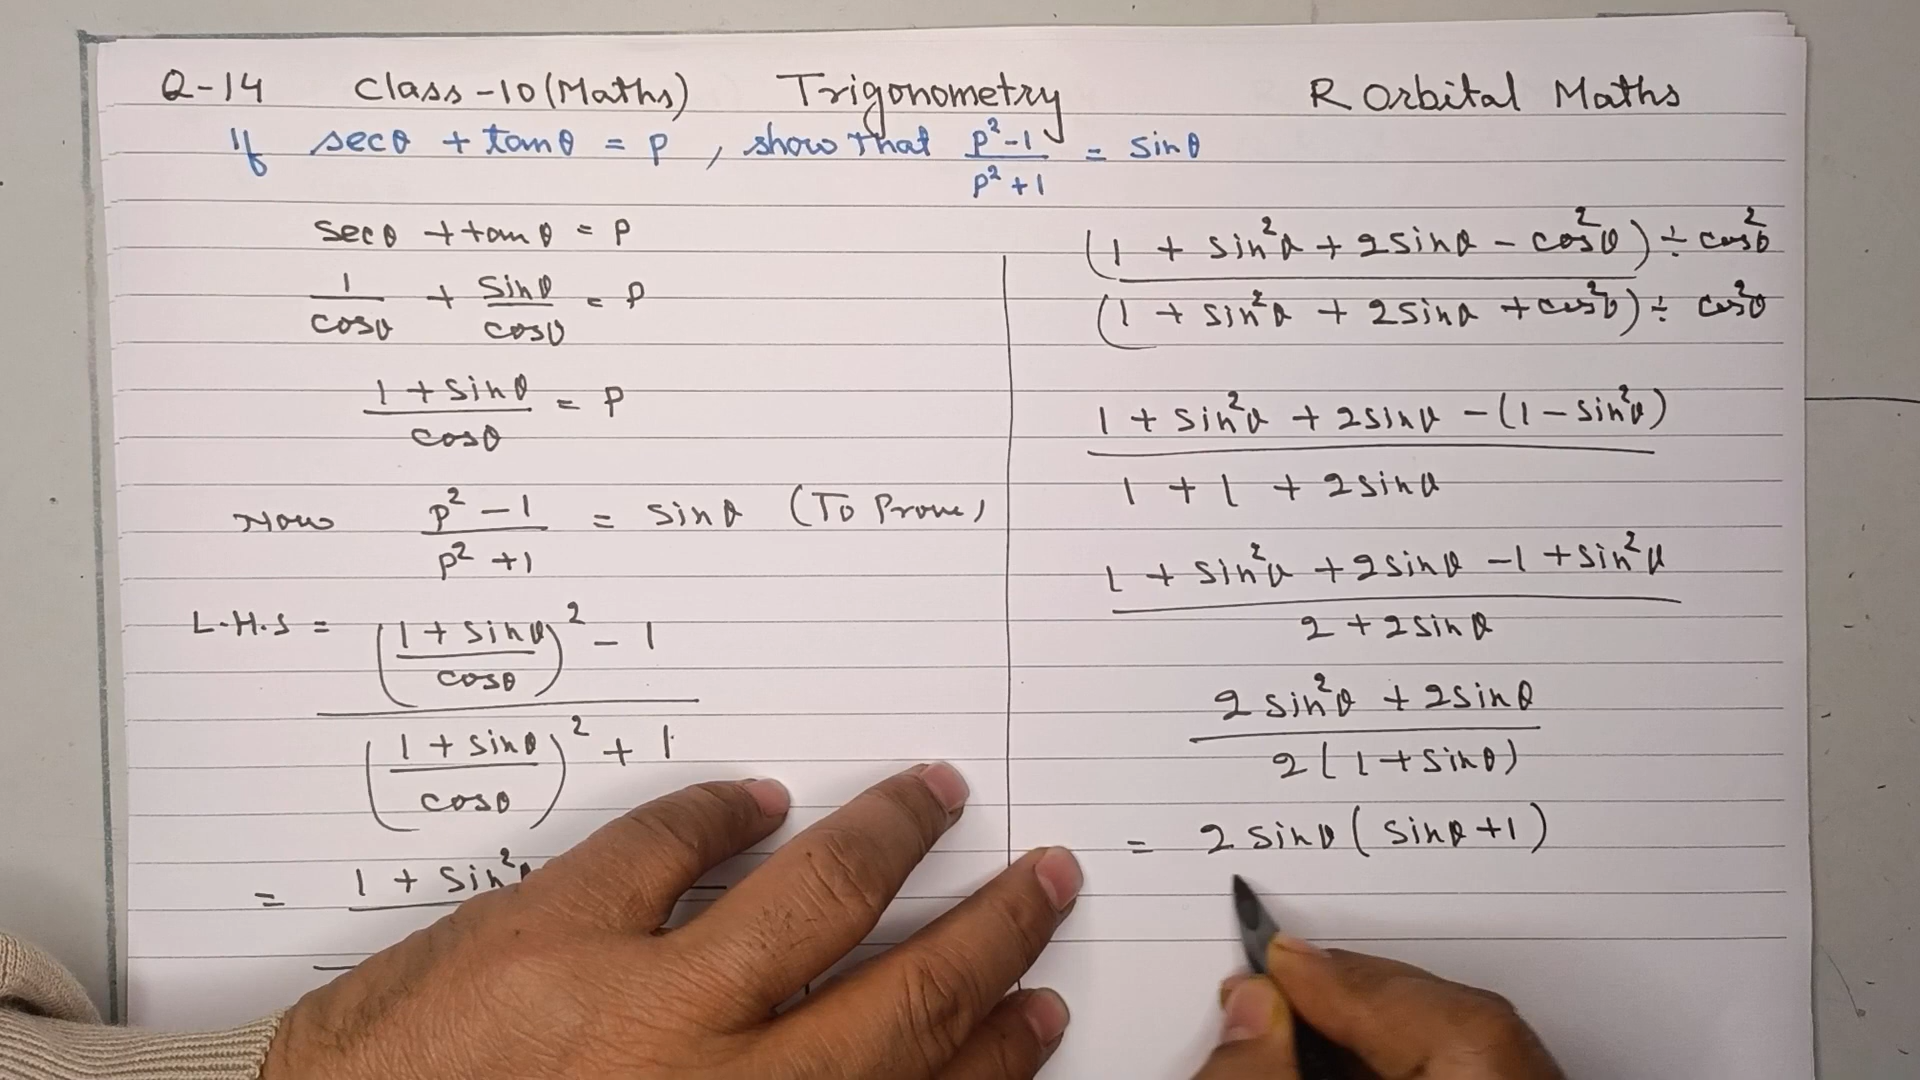 Q-14 Class-10 (Maths) Trigonometry R Orbital Maths
If secθ + tanθ = P, show that (P²-1)/(P²+1) = sinθ
secθ + tanθ = P
1/cosθ + sinθ/cosθ = P
(1 + sinθ)/cosθ = P
Now (P² - 1)/(P² + 1) = sinθ (To Prove)
L.H.S = (((1 + sinθ)/cosθ)² - 1)/(((1 + sinθ)/cosθ)² + 1)
= 1 + sin²θ
(1 + sin²θ + 2sinθ - cos²θ) ÷ cos²θ
(1 + sin²θ + 2sinθ + cos²θ) ÷ cos²θ
1 + sin²θ + 2sinθ - (1 - sin²θ)
1 + 1 + 2sinθ
1 + sin²θ + 2sinθ - 1 + sin²θ
2 + 2sinθ
2sin²θ + 2sinθ
2(1 + sinθ)
= 2sinθ(sinθ + 1)